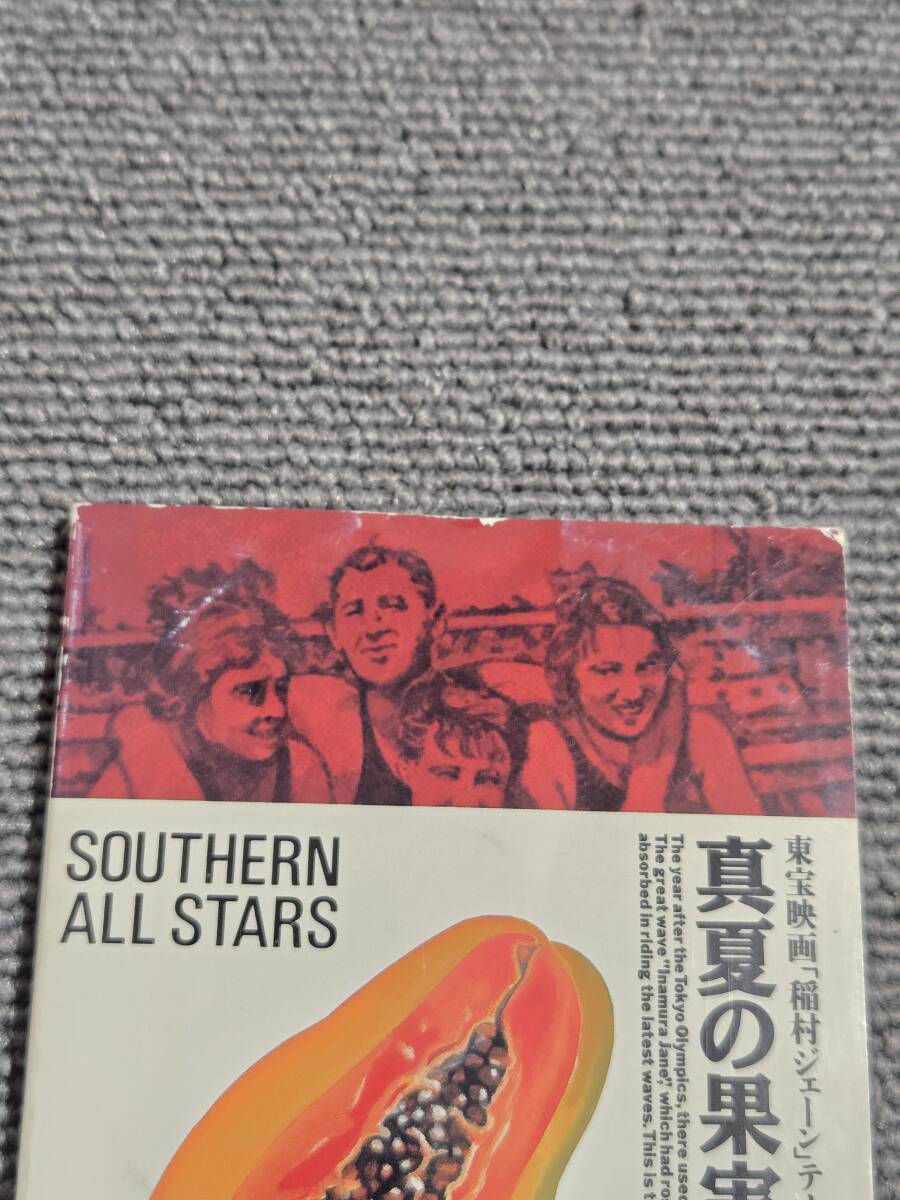 SOUTHERN
ALL STARS
東宝映画「稲村ジェーン」テー
真夏の果実
The year after the Tokyo Olympics, there used
The great wave "Inamura Jane", which had ro
absorbed in riding the latest waves. This is t